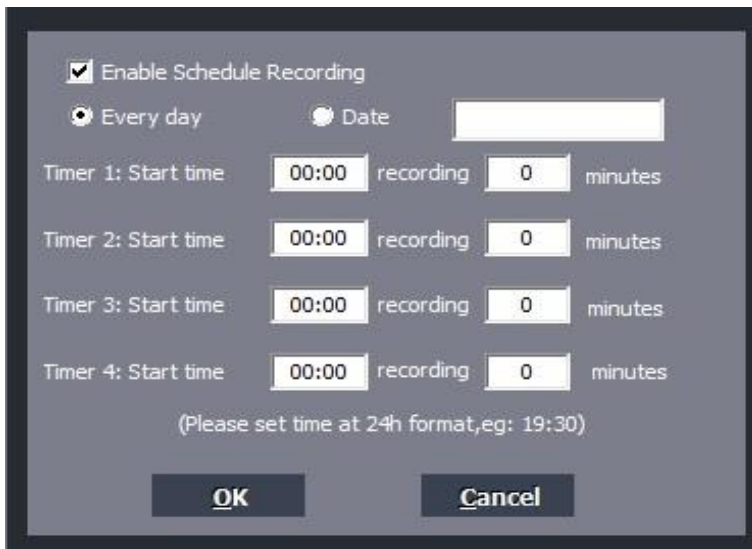 Enable Schedule Recording
Every day Date
Timer 1: Start time 00:00 recording 0 minutes
Timer 2: Start time 00:00 recording 0 minutes
Timer 3: Start time 00:00 recording 0 minutes
Timer 4: Start time 00:00 recording 0 minutes
(Please set time at 24h format,eg: 19:30)
OK Cancel